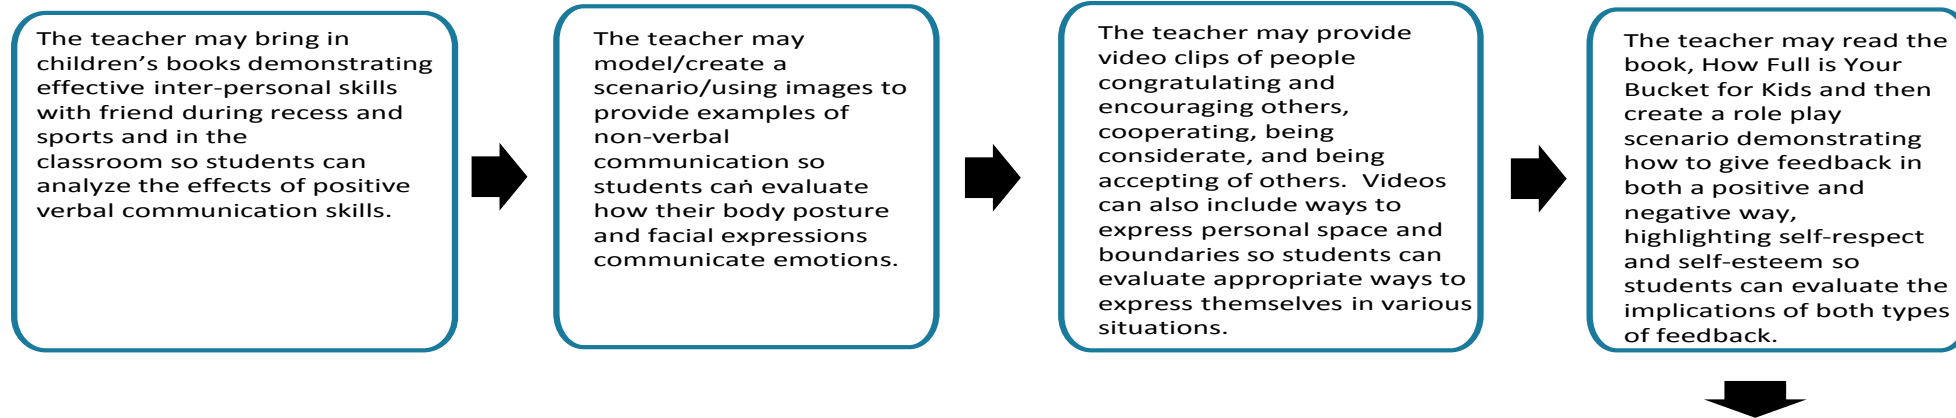 The teacher may bring in
children’s books demonstrating
effective inter-personal skills
with friend during recess and
sports and in the
classroom so students can
analyze the effects of positive
verbal communication skills.
The teacher may
model/create a
scenario/using images to
provide examples of
non-verbal
communication so
students can evaluate
how their body posture
and facial expressions
communicate emotions.
The teacher may provide
video clips of people
congratulating and
encouraging others,
cooperating, being
considerate, and being
accepting of others.  Videos
can also include ways to
express personal space and
boundaries so students can
evaluate appropriate ways to
express themselves in various
situations.
The teacher may read the
book, How Full is Your
Bucket for Kids and then
create a role play
scenario demonstrating
how to give feedback in
both a positive and
negative way,
highlighting self-respect
and self-esteem so
students can evaluate the
implications of both types
of feedback.